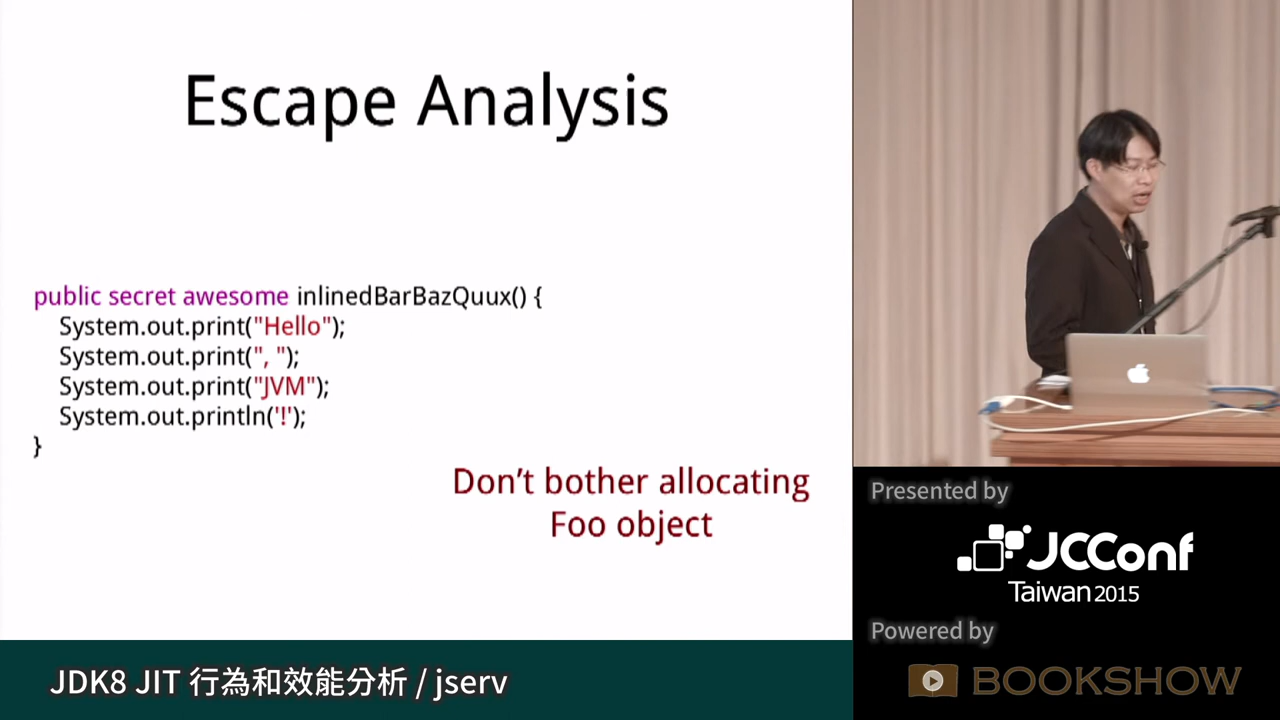 Escape Analysis
public secret awesome inlinedBarBazQuux() {
System.out.print("Hello");
System.out.print(", ");
System.out.print("JVM");
System.out.println('!');
}
Don’t bother allocating
Foo object
Presented by
JCConf
Taiwan 2015
Powered by
BOOKSHOW
JDK8 JIT 行為和效能分析 / jserv